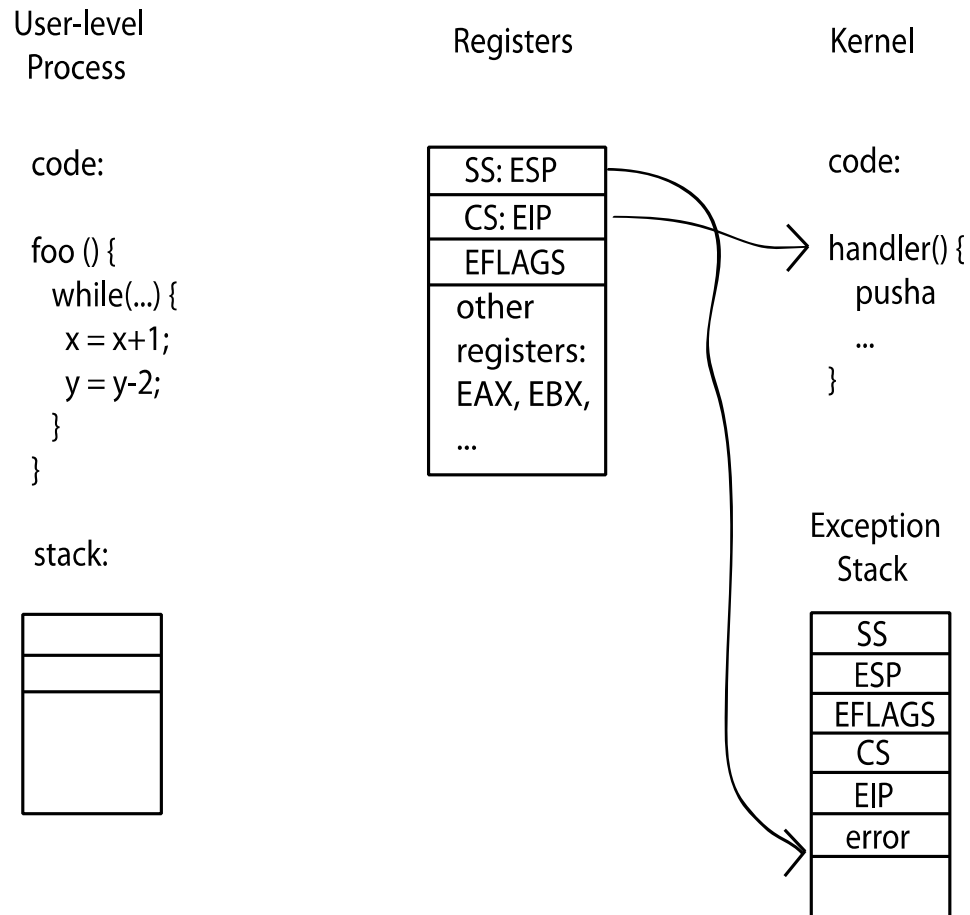 User-level
Process
code:
foo () {
while(...) {
x = x+1;
y = y-2;
}
}
stack:
Registers
SS: ESP
CS: EIP
EFLAGS
other
registers:
EAX, EBX,
...
Kernel
code:
handler() {
pusha
...
}
Exception
Stack
SS
ESP
EFLAGS
CS
EIP
error